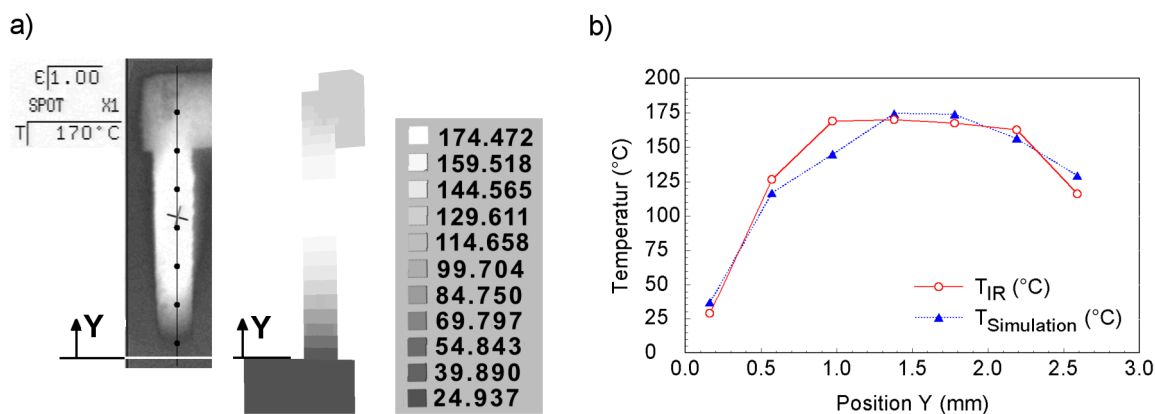 a)
ε 1.00
SPOT X1
T 170°C
Y
Y
174.472
159.518
144.565
129.611
114.658
99.704
84.750
69.797
54.843
39.890
24.937
b)
Temperatur (°C)
200
175
150
125
100
75
50
25
0
T_IR (°C)
T_Simulation (°C)
0.0 0.5 1.0 1.5 2.0 2.5 3.0
Position Y (mm)